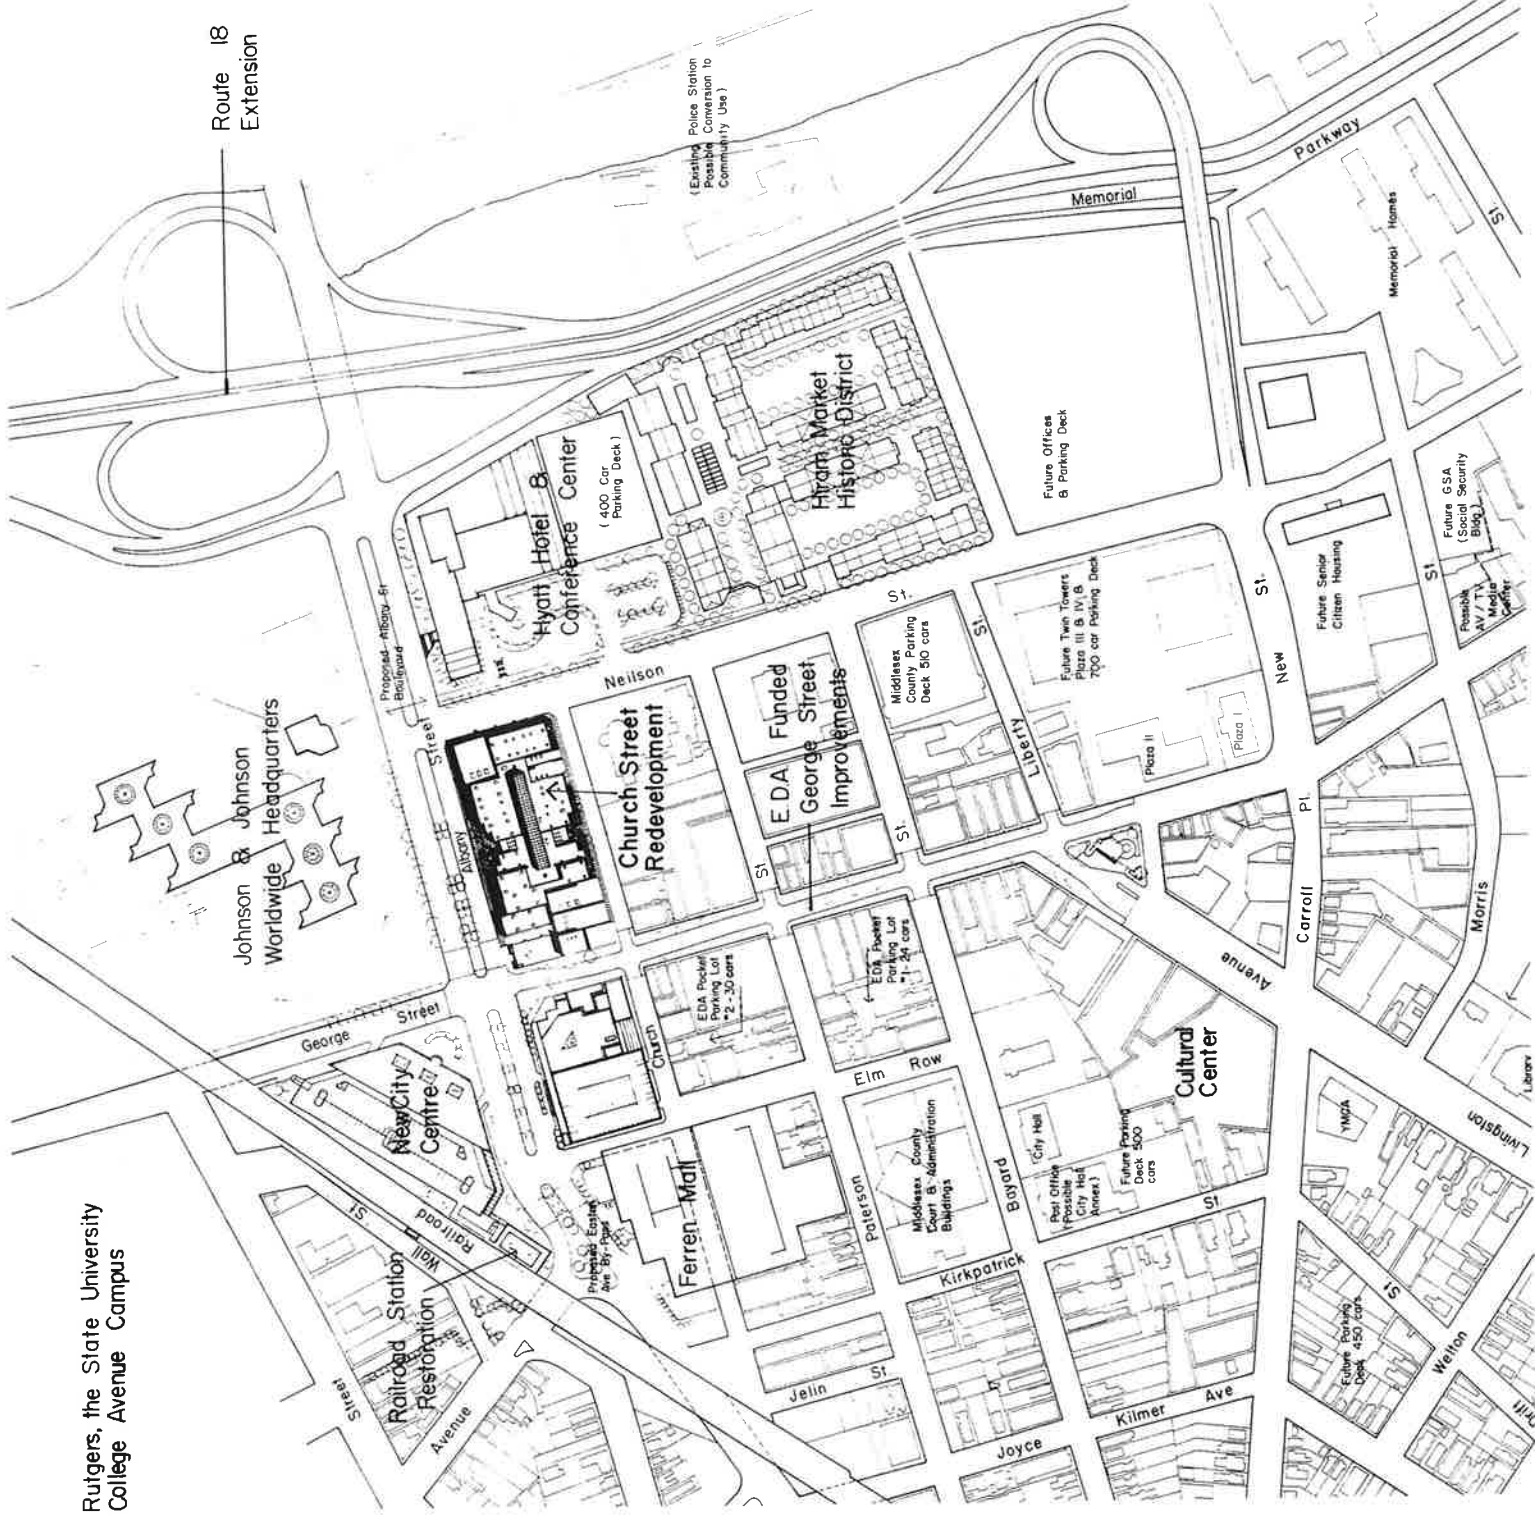 Rutgers, the State University
College Avenue Campus
Route 18
Extension
Johnson & Johnson
Worldwide Headquarters
(Existing Police Station
Possible Conversion to
Community Use)
Proposed Albany St
Boulevard
Albany
Street
George
Street
NewCity
Centre
Railroad Station
Restoration
Railroad
Wall
St
Street
Avenue
Proposed Easton
Ave By-Pass
Ferren Mall
Church
Church Street
Redevelopment
Neilson
St.
Hyatt Hotel &
Conference Center
(400 Car
Parking Deck)
Hiram Market
Historic District
Memorial
Parkway
Memorial Homes
St.
E.D.A Funded
George Street
Improvements
St
St.
EDA Pocket
Parking Lot
#2-30 cars
EDA Pocket
Parking Lot
#1-24 cars
Elm Row
Paterson
Middlesex County
Court & Administration
Buildings
Middlesex
County Parking
Deck 510 cars
Liberty
St.
Future Offices
& Parking Deck
Future Twin Towers
Plaza III & IV &
700 car Parking Deck
Plaza II
Plaza I
New
St.
Bayard
City Hall
Post Office
(Possible
City Hall
Annex)
Future Parking
Deck 500
cars
Cultural
Center
Kirkpatrick
St.
Avenue
Carroll
Pl.
Future Senior
Citizen Housing
Future GSA
(Social Security
Bldg.)
Possible
AV / TV
Media
Center
St.
Morris
Livingston
Library
YMCA
Jelin
St
Joyce
Kilmer
Ave
Future Parking
Deck 450 cars
St
Welton
Drift